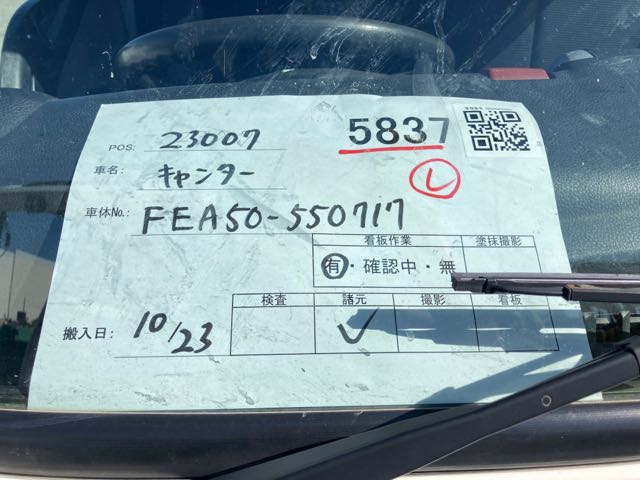 POS: 23007 5837
車名: キャンター L
車体No.: FEA50-550717
看板作業 塗抹撮影
有・確認中・無
検査 諸元 撮影 看板
搬入日: 10/23 ✓